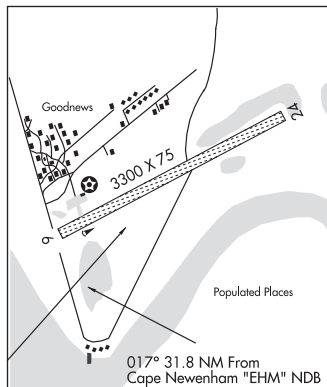 Goodnews
24
3300 X 75
6
Populated Places
017° 31.8 NM From
Cape Newenham "EHM" NDB